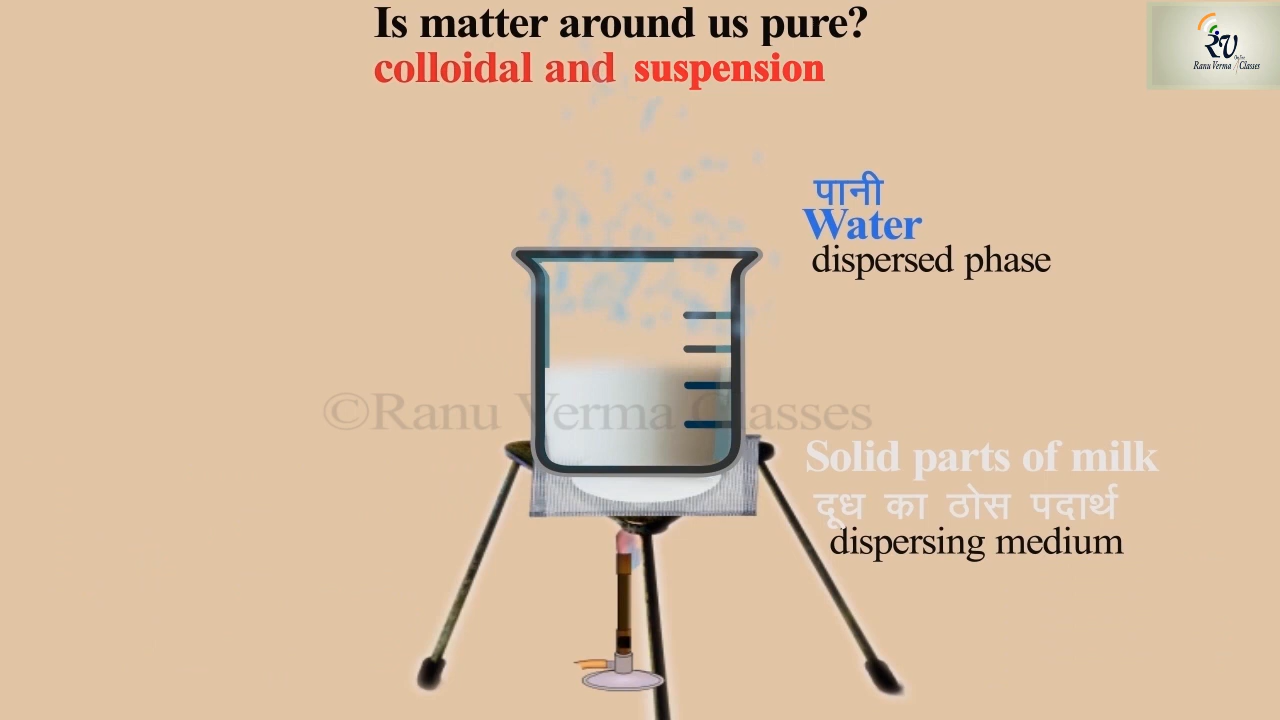 Is matter around us pure?
colloidal and suspension
Ranu Verma Classes
पानी
Water
dispersed phase
©Ranu Verma Classes
Solid parts of milk
दूध का ठोस पदार्थ
dispersing medium